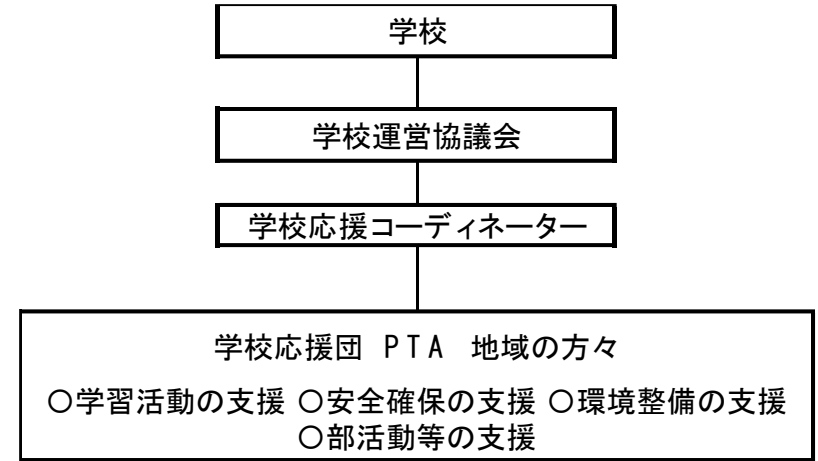 学校
学校運営協議会
学校応援コーディネーター
学校応援団 PTA 地域の方々
○学習活動の支援 ○安全確保の支援 ○環境整備の支援
○部活動等の支援